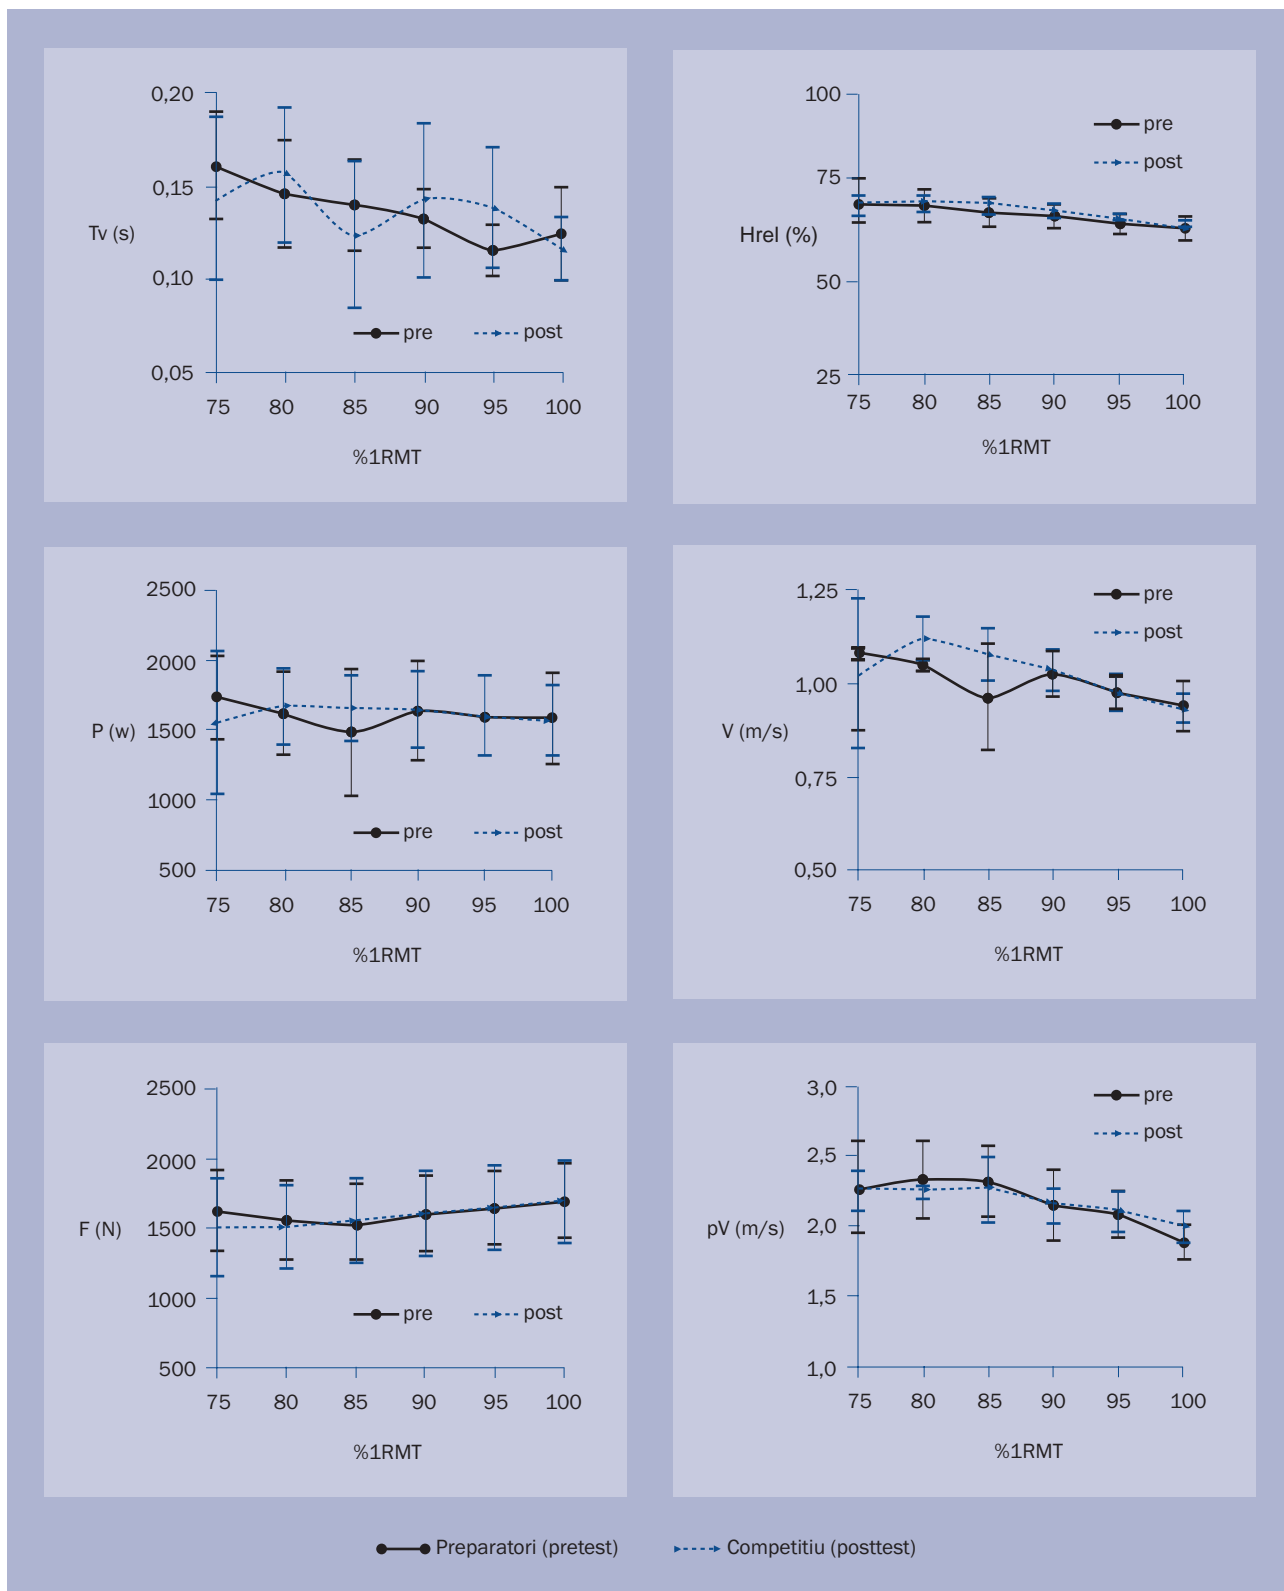 0,20
0,15
Tv (s)
0,10
pre post
0,05
75 80 85 90 95 100
%1RMT
100
pre
post
75
Hrel (%)
50
25
75 80 85 90 95 100
%1RMT
2500
2000
P (w) 1500
1000
pre post
500
75 80 85 90 95 100
%1RMT
1,25
pre
post
1,00
V (m/s)
0,75
0,50
75 80 85 90 95 100
%1RMT
2500
2000
F (N) 1500
1000
pre post
500
75 80 85 90 95 100
%1RMT
3,0
pre
post
2,5
pV (m/s) 2,0
1,5
1,0
75 80 85 90 95 100
%1RMT
Preparatori (pretest) Competitiu (posttest)